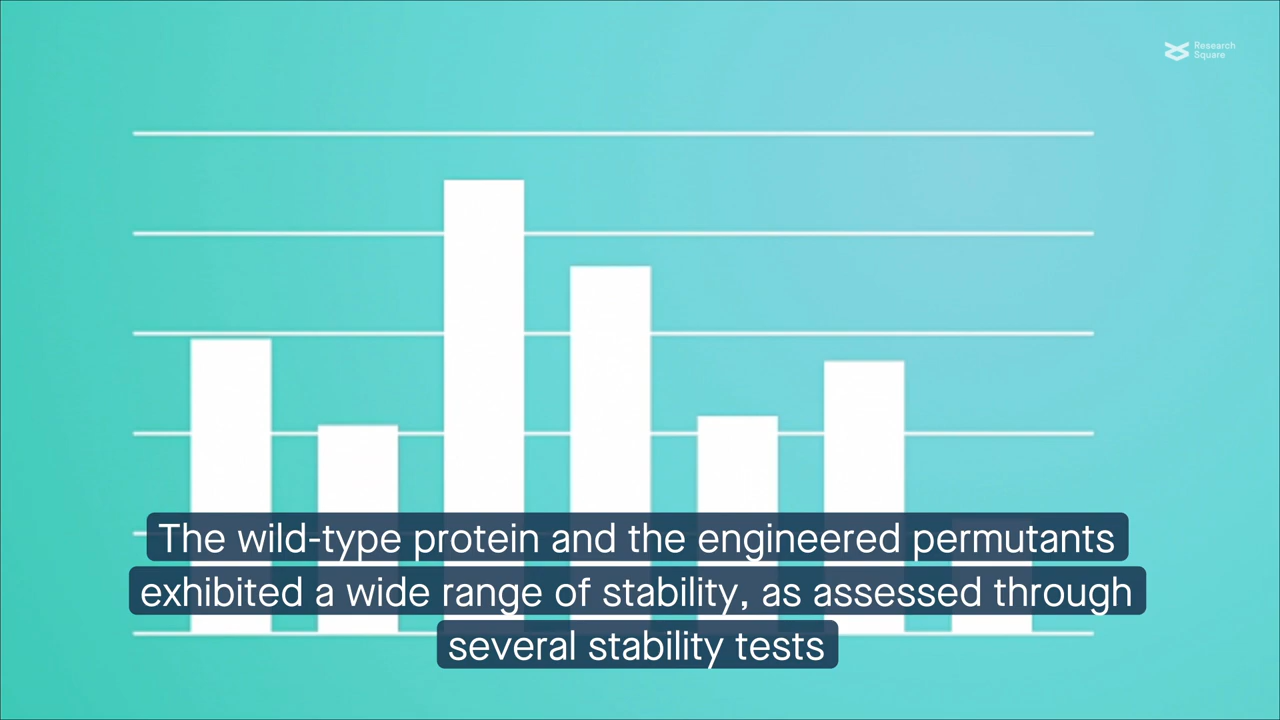 Research
Square
The wild-type protein and the engineered permutants
exhibited a wide range of stability, as assessed through
several stability tests